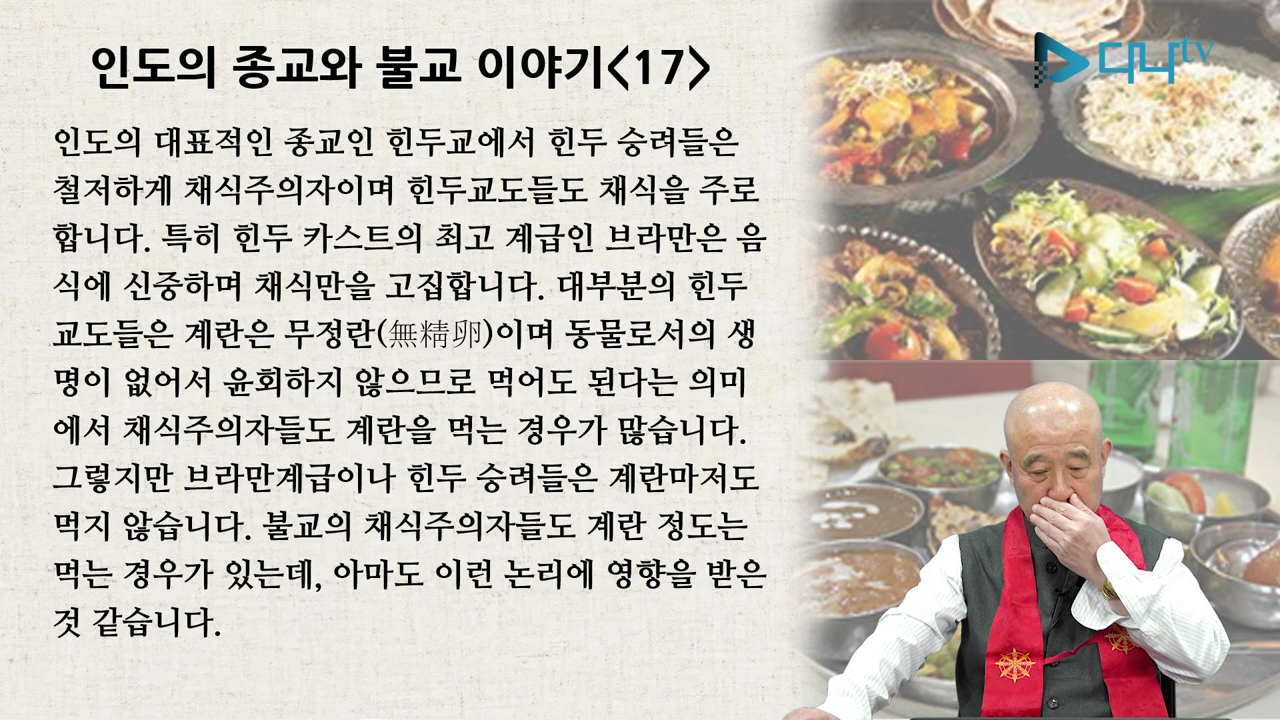 인도의 종교와 불교 이야기<17>
다나tv
인도의 대표적인 종교인 힌두교에서 힌두 승려들은
철저하게 채식주의자이며 힌두교도들도 채식을 주로
합니다. 특히 힌두 카스트의 최고 계급인 브라만은 음
식에 신중하며 채식만을 고집합니다. 대부분의 힌두
교도들은 계란은 무정란(無精卵)이며 동물로서의 생
명이 없어서 윤회하지 않으므로 먹어도 된다는 의미
에서 채식주의자들도 계란을 먹는 경우가 많습니다.
그렇지만 브라만계급이나 힌두 승려들은 계란마저도
먹지 않습니다. 불교의 채식주의자들도 계란 정도는
먹는 경우가 있는데, 아마도 이런 논리에 영향을 받은
것 같습니다.